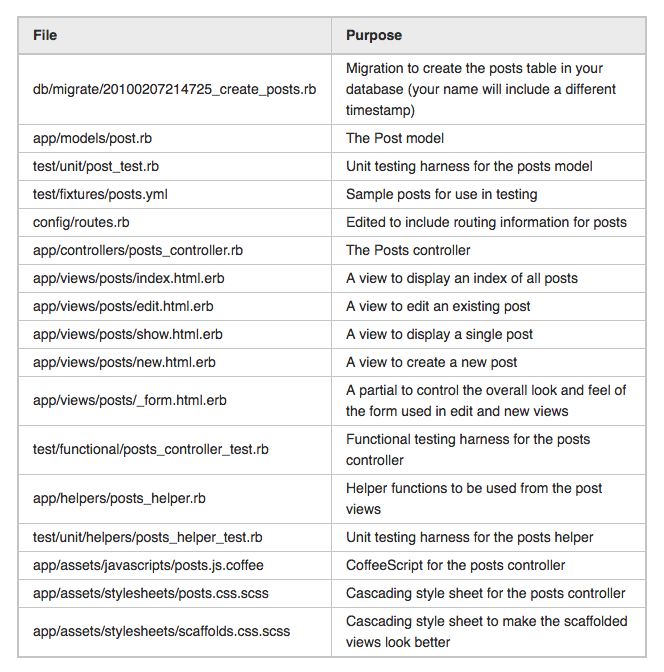 File Purpose
db/migrate/20100207214725_create_posts.rb Migration to create the posts table in your
database (your name will include a different
timestamp)
app/models/post.rb The Post model
test/unit/post_test.rb Unit testing harness for the posts model
test/fixtures/posts.yml Sample posts for use in testing
config/routes.rb Edited to include routing information for posts
app/controllers/posts_controller.rb The Posts controller
app/views/posts/index.html.erb A view to display an index of all posts
app/views/posts/edit.html.erb A view to edit an existing post
app/views/posts/show.html.erb A view to display a single post
app/views/posts/new.html.erb A view to create a new post
app/views/posts/_form.html.erb A partial to control the overall look and feel of
the form used in edit and new views
test/functional/posts_controller_test.rb Functional testing harness for the posts
controller
app/helpers/posts_helper.rb Helper functions to be used from the post
views
test/unit/helpers/posts_helper_test.rb Unit testing harness for the posts helper
app/assets/javascripts/posts.js.coffee CoffeeScript for the posts controller
app/assets/stylesheets/posts.css.scss Cascading style sheet for the posts controller
app/assets/stylesheets/scaffolds.css.scss Cascading style sheet to make the scaffolded
views look better